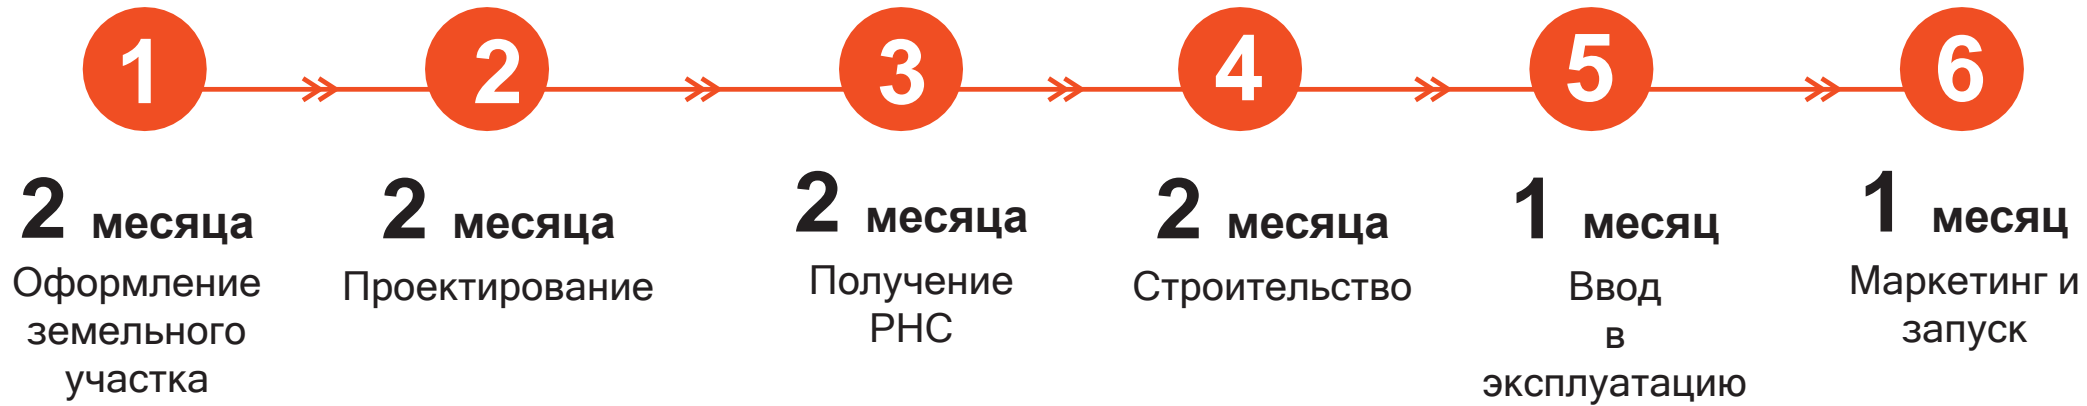 1
2
3
4
5
6
2 месяца
2 месяца
2 месяца
2 месяца
1 месяц
1 месяц
Оформление
земельного
участка
Проектирование
Получение
РНС
Строительство
Ввод
в
эксплуатацию
Маркетинг и
запуск